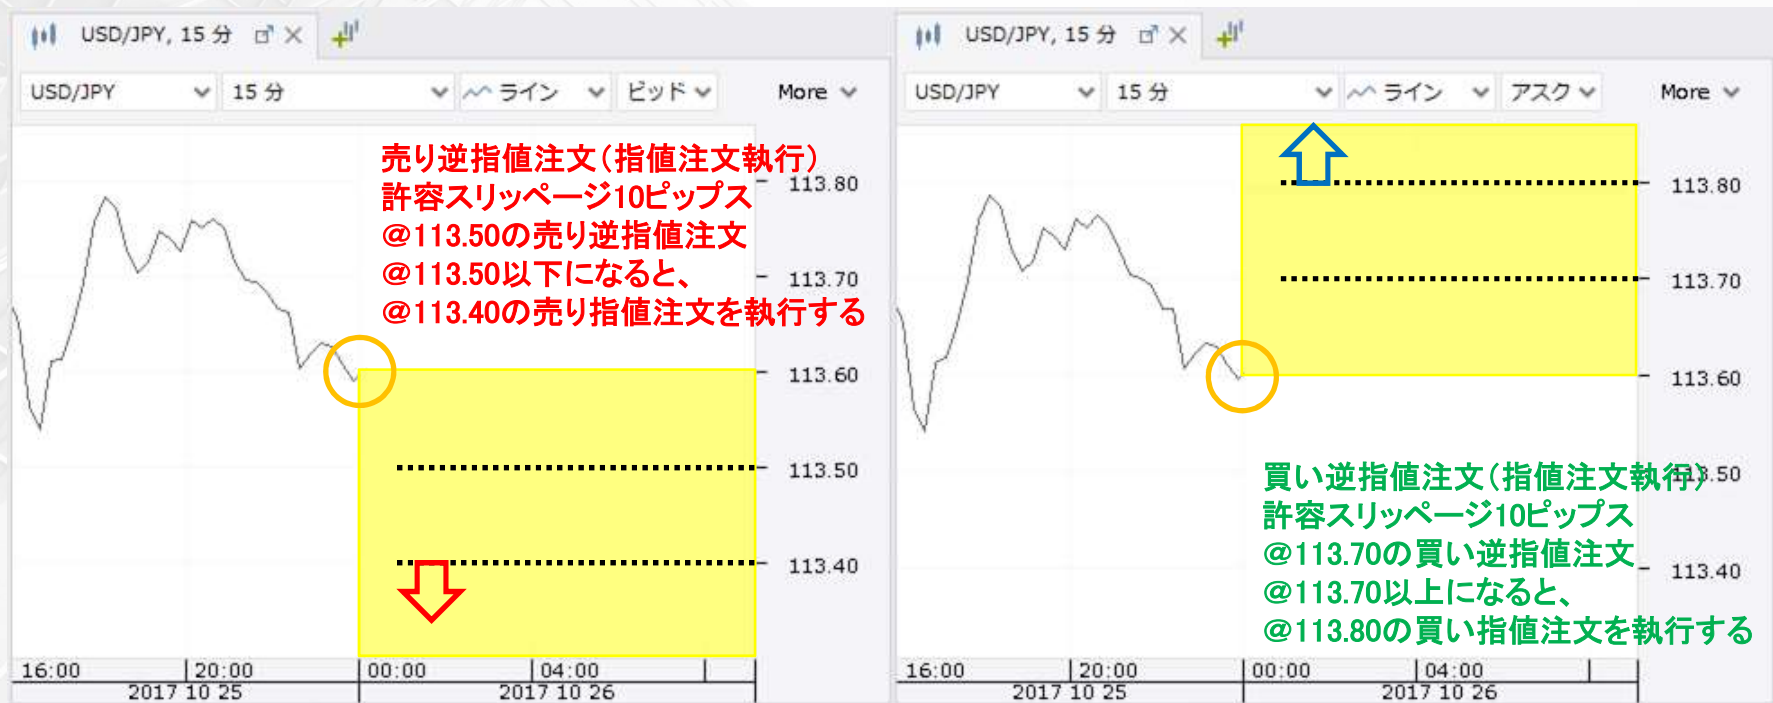 USD/JPY, 15 分
USD/JPY 15 分 ライン ビッド More
売り逆指値注文(指値注文執行)
許容スリッページ10ピップス
@113.50の売り逆指値注文
@113.50以下になると、
@113.40の売り指値注文を執行する
113.80
113.70
113.60
113.50
113.40
16:00 20:00 00:00 04:00
2017 10 25 2017 10 26
USD/JPY, 15 分
USD/JPY 15 分 ライン アスク More
113.80
113.70
113.60
113.50
113.40
買い逆指値注文(指値注文執行)
許容スリッページ10ピップス
@113.70の買い逆指値注文
@113.70以上になると、
@113.80の買い指値注文を執行する
16:00 20:00 00:00 04:00
2017 10 25 2017 10 26